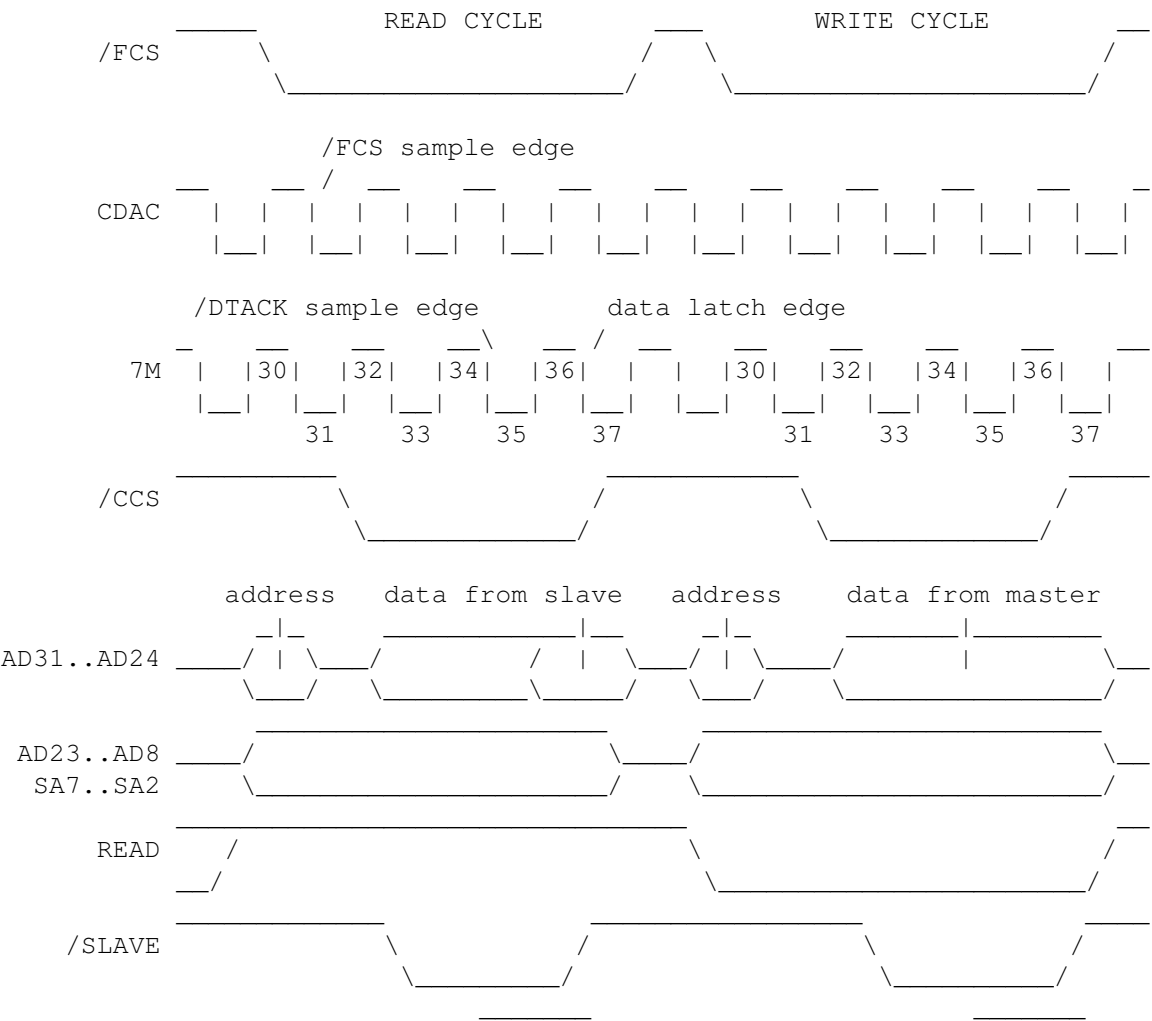 READ CYCLE WRITE CYCLE
/FCS
/FCS sample edge
CDAC
/DTACK sample edge data latch edge
7M 30 32 34 36 30 32 34 36
31 33 35 37 31 33 35 37
/CCS
address data from slave address data from master
AD31..AD24
AD23..AD8
SA7..SA2
READ
/SLAVE